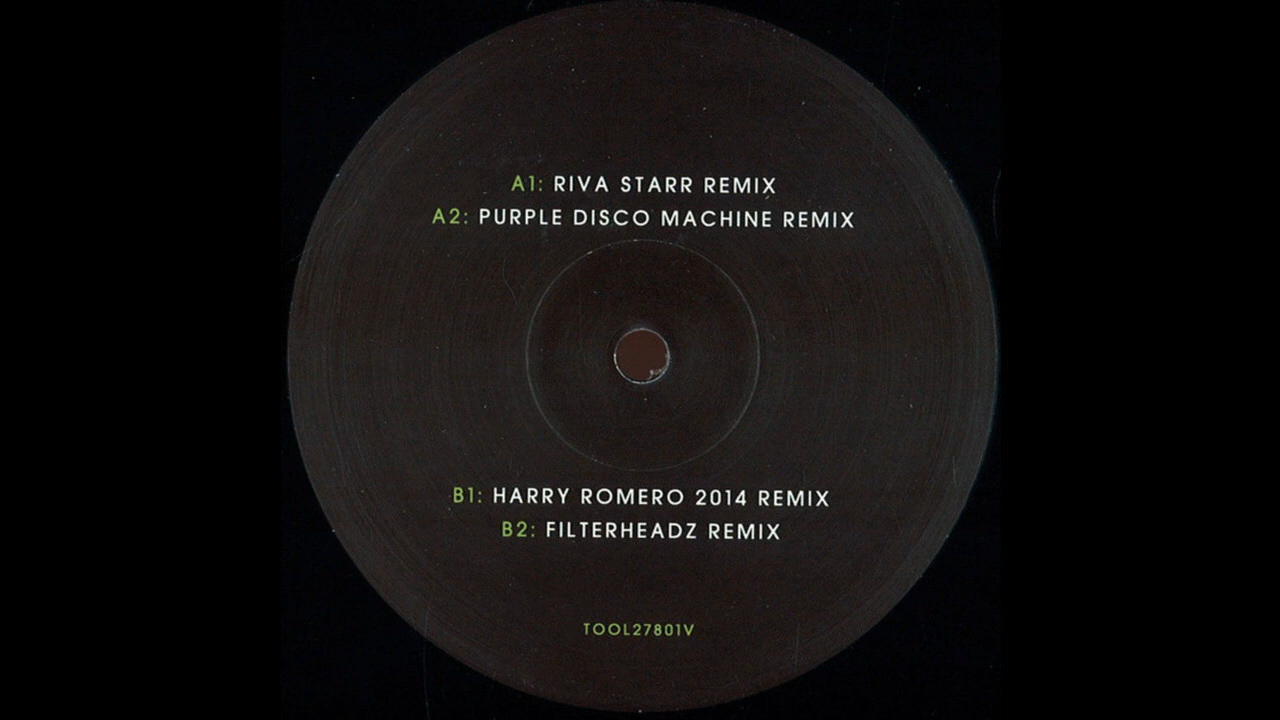 A1: RIVA STARR REMIX
A2: PURPLE DISCO MACHINE REMIX
B1: HARRY ROMERO 2014 REMIX
B2: FILTERHEADZ REMIX
TOOL27801V